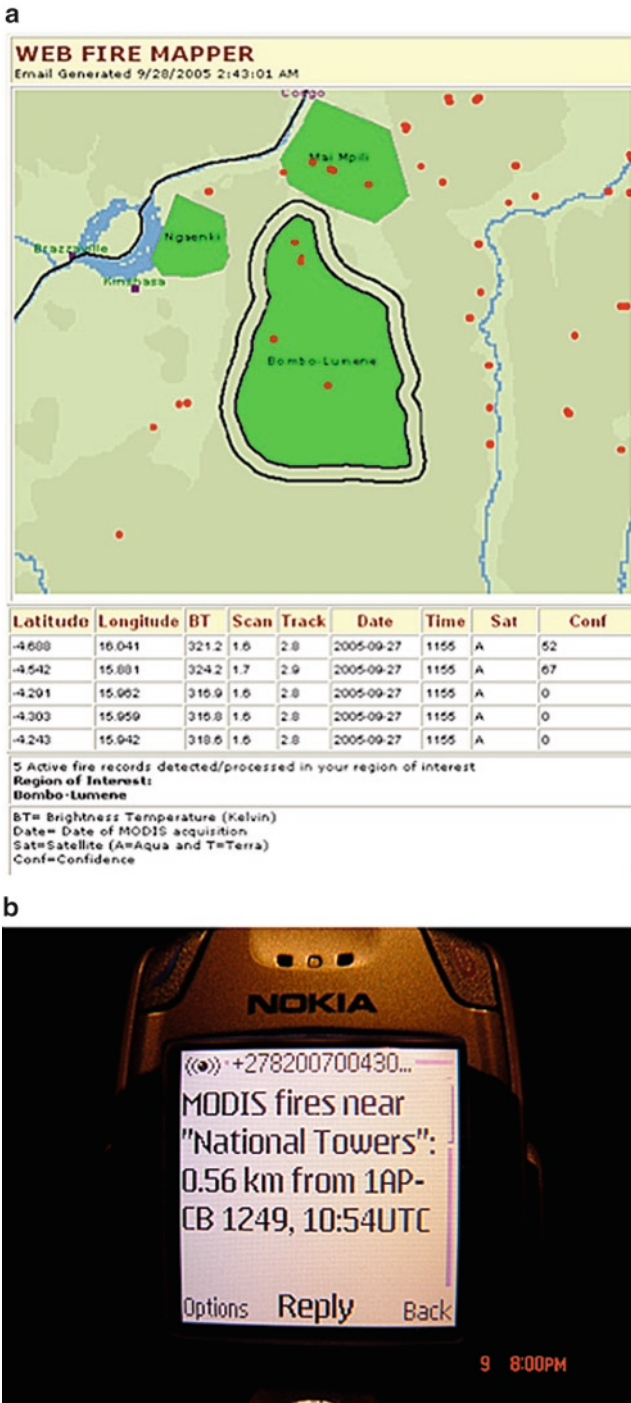 a
WEB FIRE MAPPER
Email Generated 9/28/2005 2:43:01 AM
Congo
Mai Mpili
Ngaenki
Brazzaville
Kinshasa
Bombo-Lumene
Latitude Longitude BT Scan Track Date Time Sat Conf
-4.688 16.041 321.2 1.6 2.8 2005-09-27 1155 A 52
-4.542 15.881 324.2 1.7 2.9 2005-09-27 1155 A 67
-4.291 15.962 316.9 1.6 2.8 2005-09-27 1155 A 0
-4.303 15.959 316.8 1.6 2.8 2005-09-27 1155 A 0
-4.243 15.942 318.6 1.6 2.8 2005-09-27 1155 A 0
5 Active fire records detected/processed in your region of interest
Region of Interest:
Bombo-Lumene
BT= Brightness Temperature (Kelvin)
Date= Date of MODIS acquisition
Sat=Satellite (A=Aqua and T=Terra)
Conf=Confidence
b
NOKIA
+278200700430...
MODIS fires near
"National Towers":
0.56 km from 1AP-
CB 1249, 10:54UTC
Options Reply Back
9 8:00PM